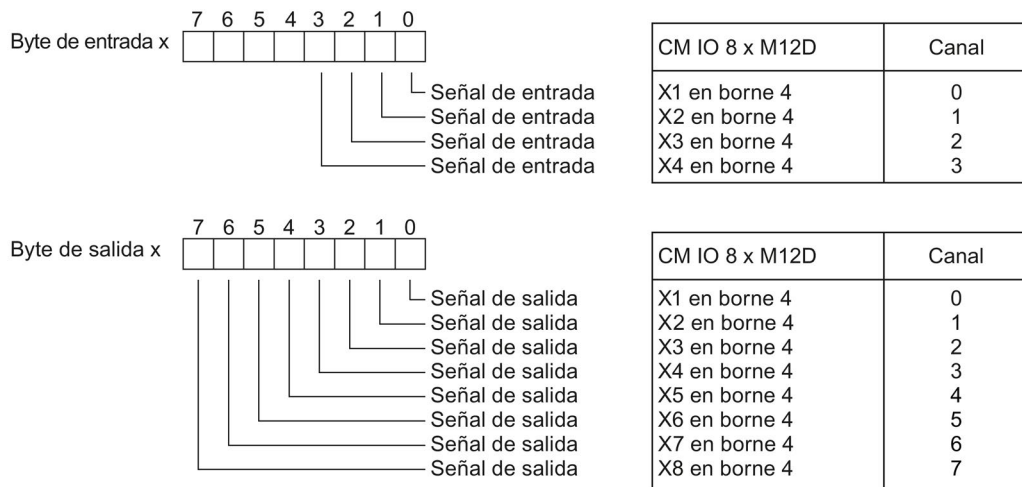 7 6 5 4 3 2 1 0
Byte de entrada x
CM IO 8 x M12D Canal
Señal de entrada X1 en borne 4 0
Señal de entrada X2 en borne 4 1
Señal de entrada X3 en borne 4 2
Señal de entrada X4 en borne 4 3
7 6 5 4 3 2 1 0
Byte de salida x
CM IO 8 x M12D Canal
Señal de salida X1 en borne 4 0
Señal de salida X2 en borne 4 1
Señal de salida X3 en borne 4 2
Señal de salida X4 en borne 4 3
Señal de salida X5 en borne 4 4
Señal de salida X6 en borne 4 5
Señal de salida X7 en borne 4 6
Señal de salida X8 en borne 4 7